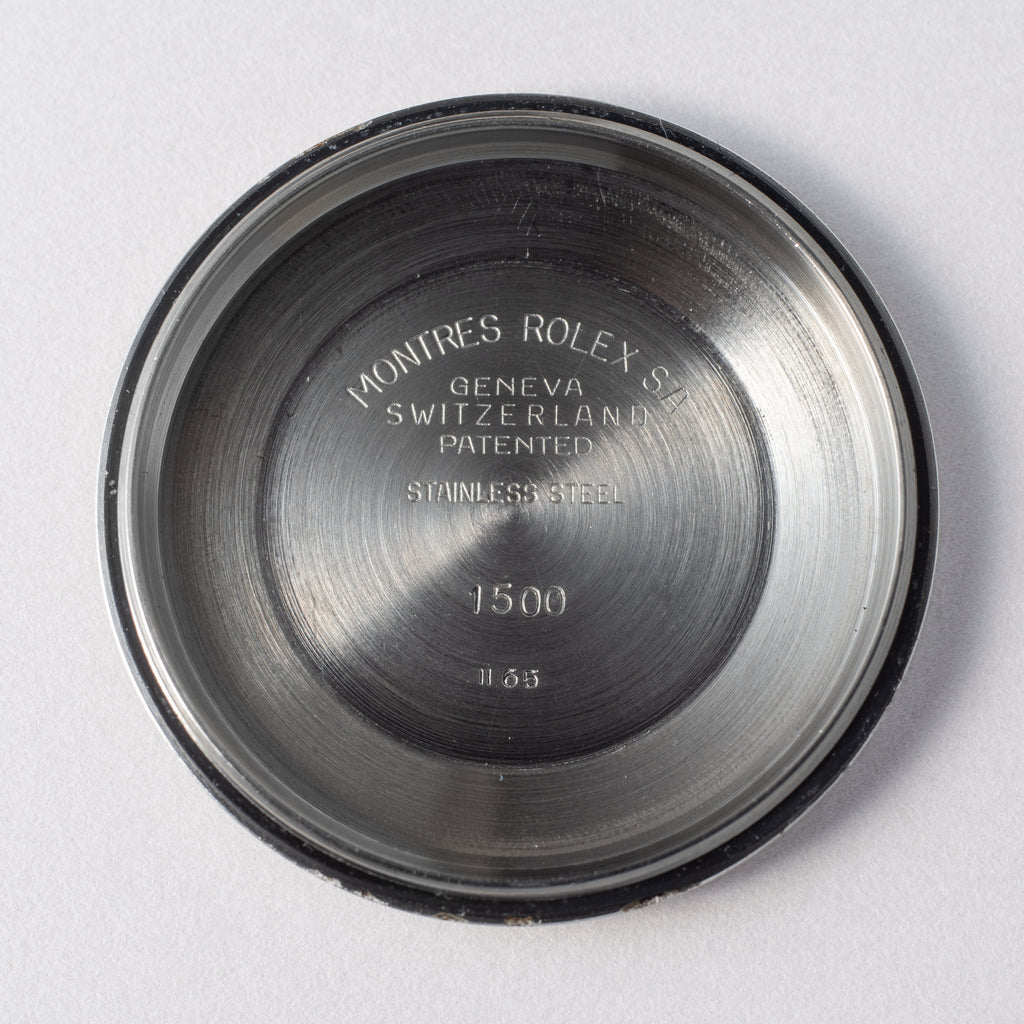 MONTRES ROLEX S.A
GENEVA
SWITZERLAND
PATENTED
STAINLESS STEEL
1500
II 65